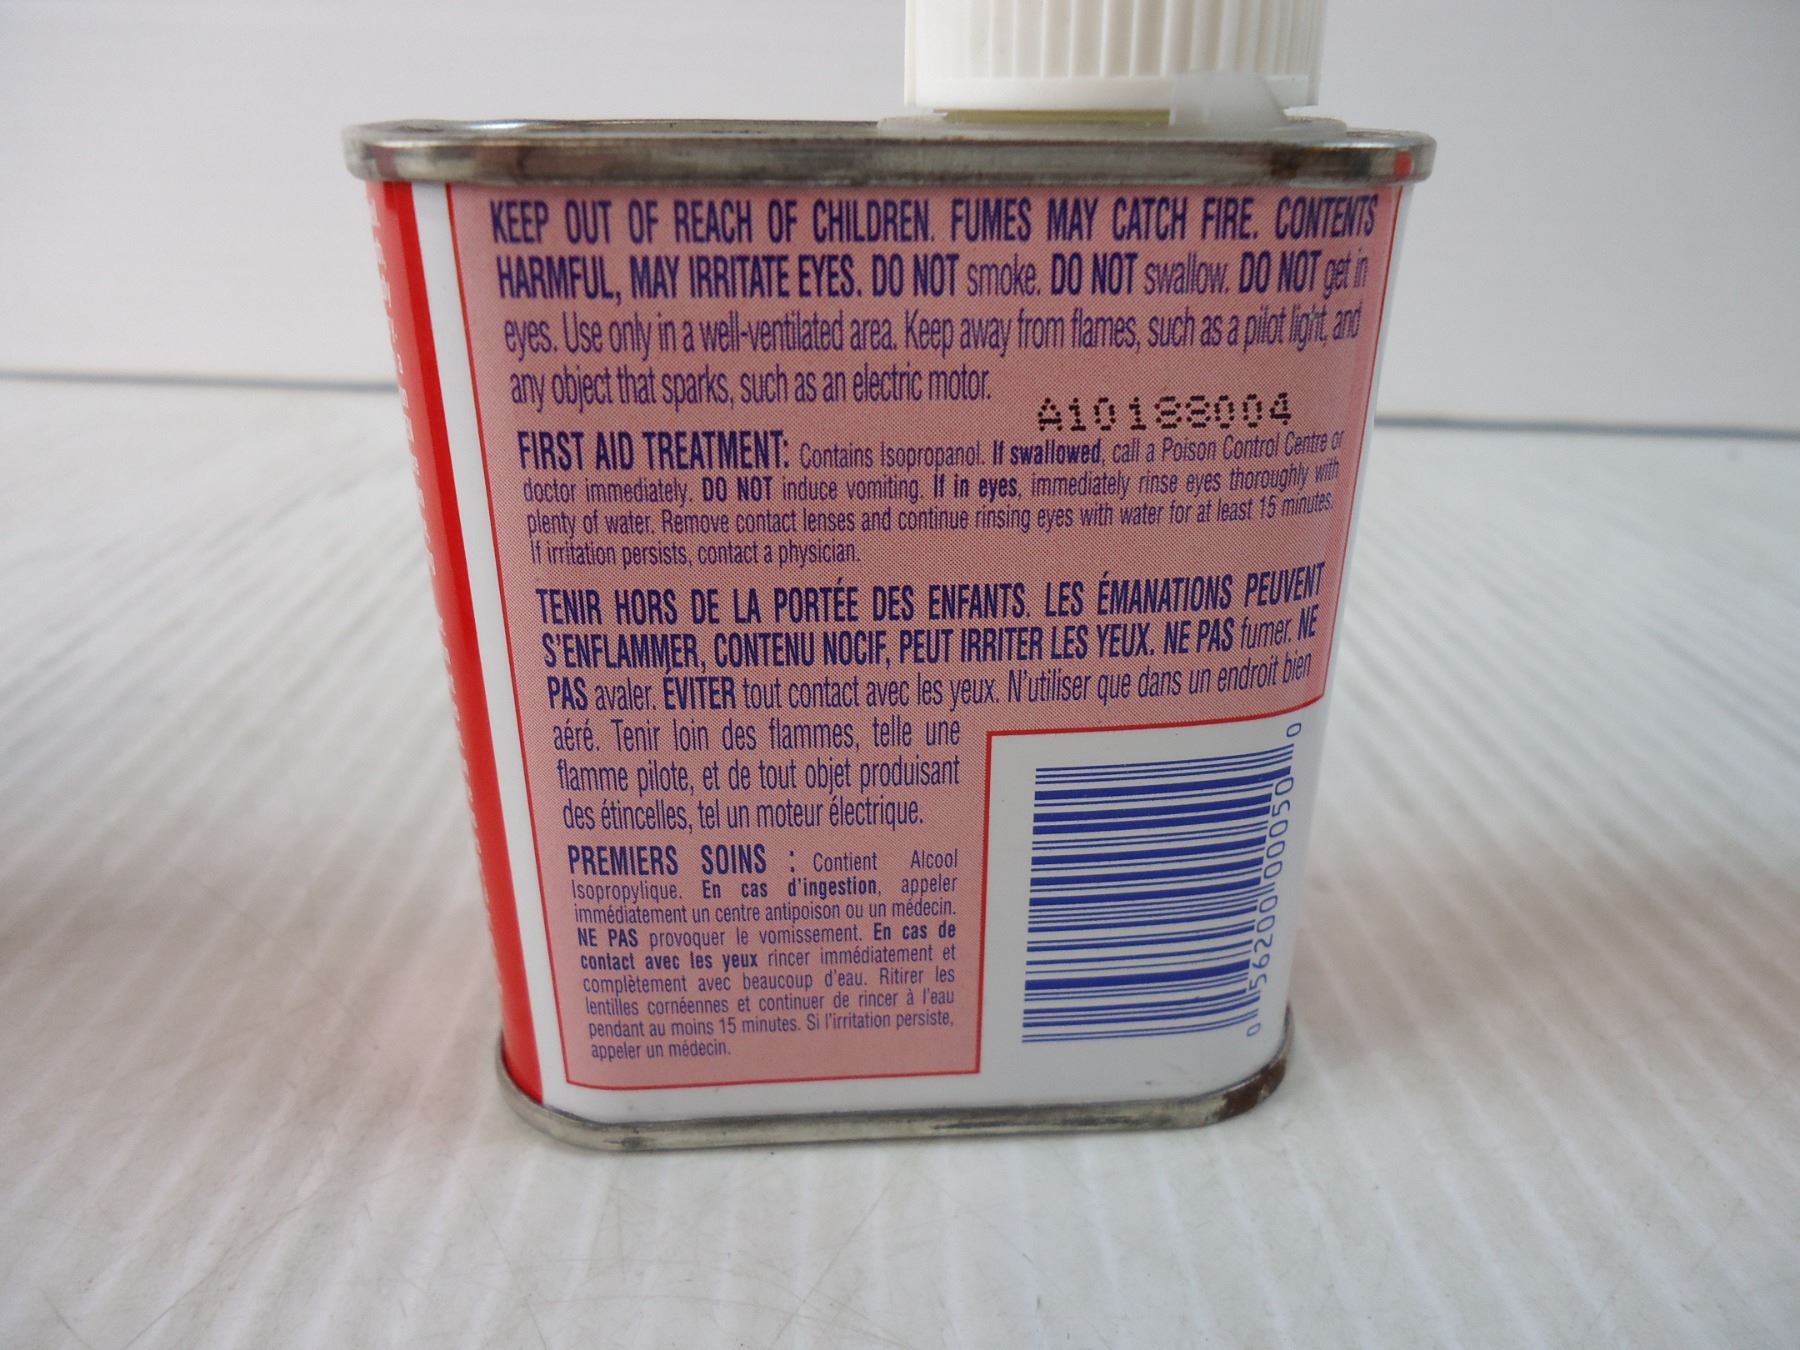 KEEP OUT OF REACH OF CHILDREN. FUMES MAY CATCH FIRE. CONTENTS
HARMFUL, MAY IRRITATE EYES. DO NOT smoke. DO NOT swallow. DO NOT get in
eyes. Use only in a well-ventilated area. Keep away from flames, such as a pilot light, and
any object that sparks, such as an electric motor.
A10188004
FIRST AID TREATMENT: Contains Isopropanol. If swallowed, call a Poison Control Centre or
doctor immediately. DO NOT induce vomiting. If in eyes, immediately rinse eyes thoroughly with
plenty of water. Remove contact lenses and continue rinsing eyes with water for at least 15 minutes.
If irritation persists, contact a physician.
TENIR HORS DE LA PORTÉE DES ENFANTS. LES ÉMANATIONS PEUVENT
S'ENFLAMMER, CONTENU NOCIF, PEUT IRRITER LES YEUX. NE PAS fumer. NE
PAS avaler. ÉVITER tout contact avec les yeux. N'utiliser que dans un endroit bien
aéré. Tenir loin des flammes, telle une
flamme pilote, et de tout objet produisant
des étincelles, tel un moteur électrique.
PREMIERS SOINS : Contient Alcool
Isopropylique. En cas d'ingestion, appeler
immédiatement un centre antipoison ou un médecin.
NE PAS provoquer le vomissement. En cas de
contact avec les yeux rincer immédiatement et
complètement avec beaucoup d'eau. Ritirer les
lentilles cornéennes et continuer de rincer à l'eau
pendant au moins 15 minutes. Si l'irritation persiste,
appeler un médecin.
0 56200 00295 0